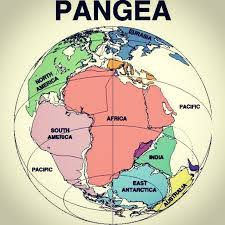 PANGEA
EURASIA
NORTH
AMERICA
PACIFIC
AFRICA
SOUTH
AMERICA
PACIFIC
INDIA
EAST
ANTARCTICA
AUSTRALIA